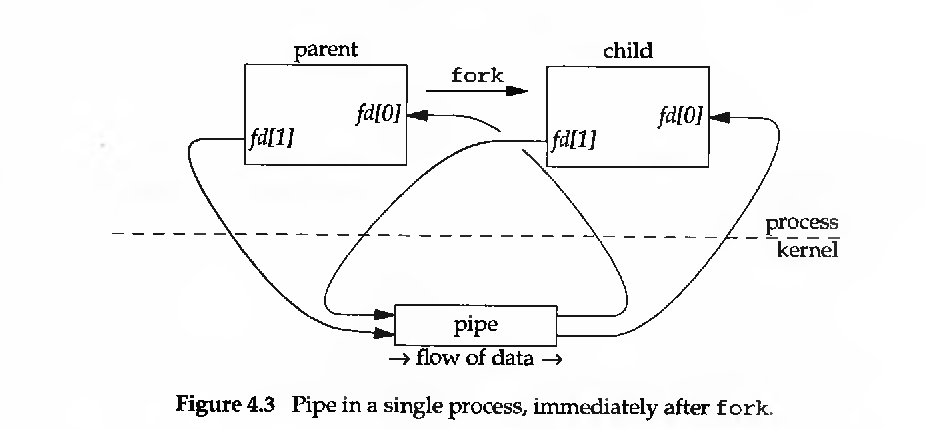 parent
child
fork
fd[0]
fd[1]
fd[0]
fd[1]
process
kernel
pipe
→ flow of data →
Figure 4.3 Pipe in a single process, immediately after fork.